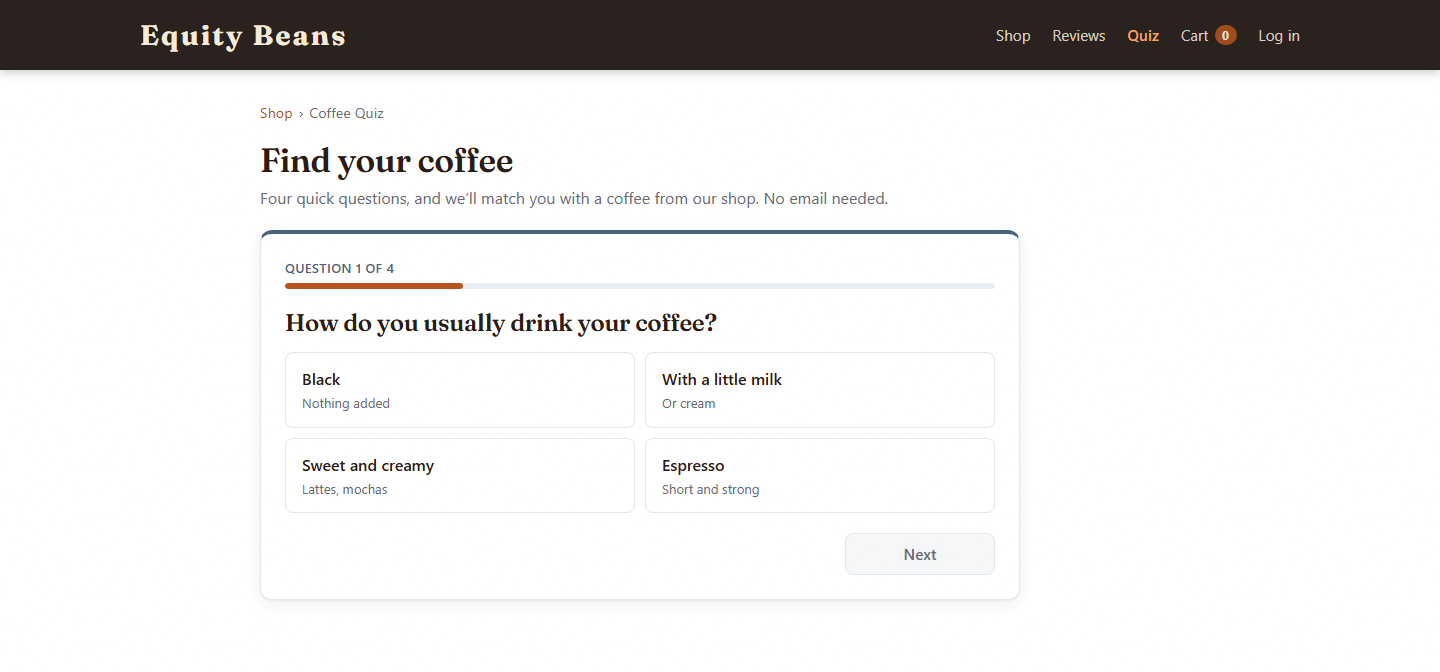 Equity Beans
Shop Reviews Quiz Cart 0 Log in
Shop › Coffee Quiz
Find your coffee
Four quick questions, and we’ll match you with a coffee from our shop. No email needed.
QUESTION 1 OF 4
How do you usually drink your coffee?
Black
Nothing added
With a little milk
Or cream
Sweet and creamy
Lattes, mochas
Espresso
Short and strong
Next